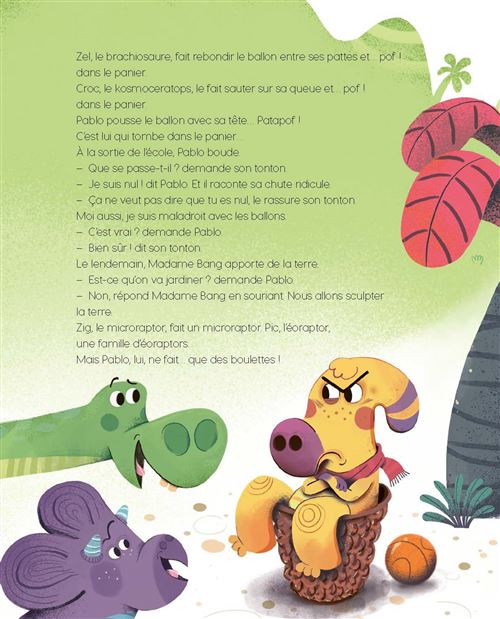 Zel, le brachiosaure, fait rebondir le ballon entre ses pattes et… pof !
dans le panier.
Croc, le kosmoceratops, le fait sauter sur sa queue et… pof !
dans le panier.
Pablo pousse le ballon avec sa tête… Patapof !
C'est lui qui tombe dans le panier…
À la sortie de l'école, Pablo boude.
– Que se passe-t-il ? demande son tonton.
– Je suis nul ! dit Pablo. Et il raconte sa chute ridicule.
– Ça ne veut pas dire que tu es nul, le rassure son tonton.
Moi aussi, je suis maladroit avec les ballons.
– C'est vrai ? demande Pablo.
– Bien sûr ! dit son tonton.
Le lendemain, Madame Bang apporte de la terre.
– Est-ce qu'on va jardiner ? demande Pablo.
– Non, répond Madame Bang en souriant. Nous allons sculpter
la terre.
Zig, le microraptor, fait un microraptor. Pic, l'éoraptor,
une famille d'éoraptors.
Mais Pablo, lui, ne fait… que des boulettes !